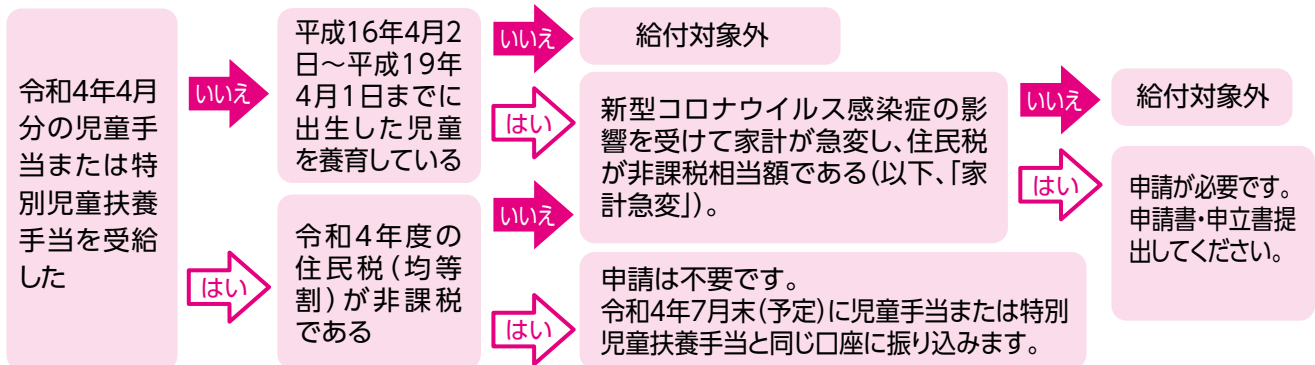 令和4年4月
分の児童手
当または特
別児童扶養
手当を受給
した
いいえ
はい
平成16年4月2
日～平成19年
4月1日までに
出生した児童
を養育している
いいえ
給付対象外
はい
令和4年度の
住民税(均等
割)が非課税
である
いいえ
はい
新型コロナウイルス感染症の影
響を受けて家計が急変し、住民税
が非課税相当額である(以下、「家
計急変」)。
いいえ
給付対象外
はい
申請が必要です。
申請書・申立書提
出してください。
申請は不要です。
令和4年7月末(予定)に児童手当または特別
児童扶養手当と同じ口座に振り込みます。